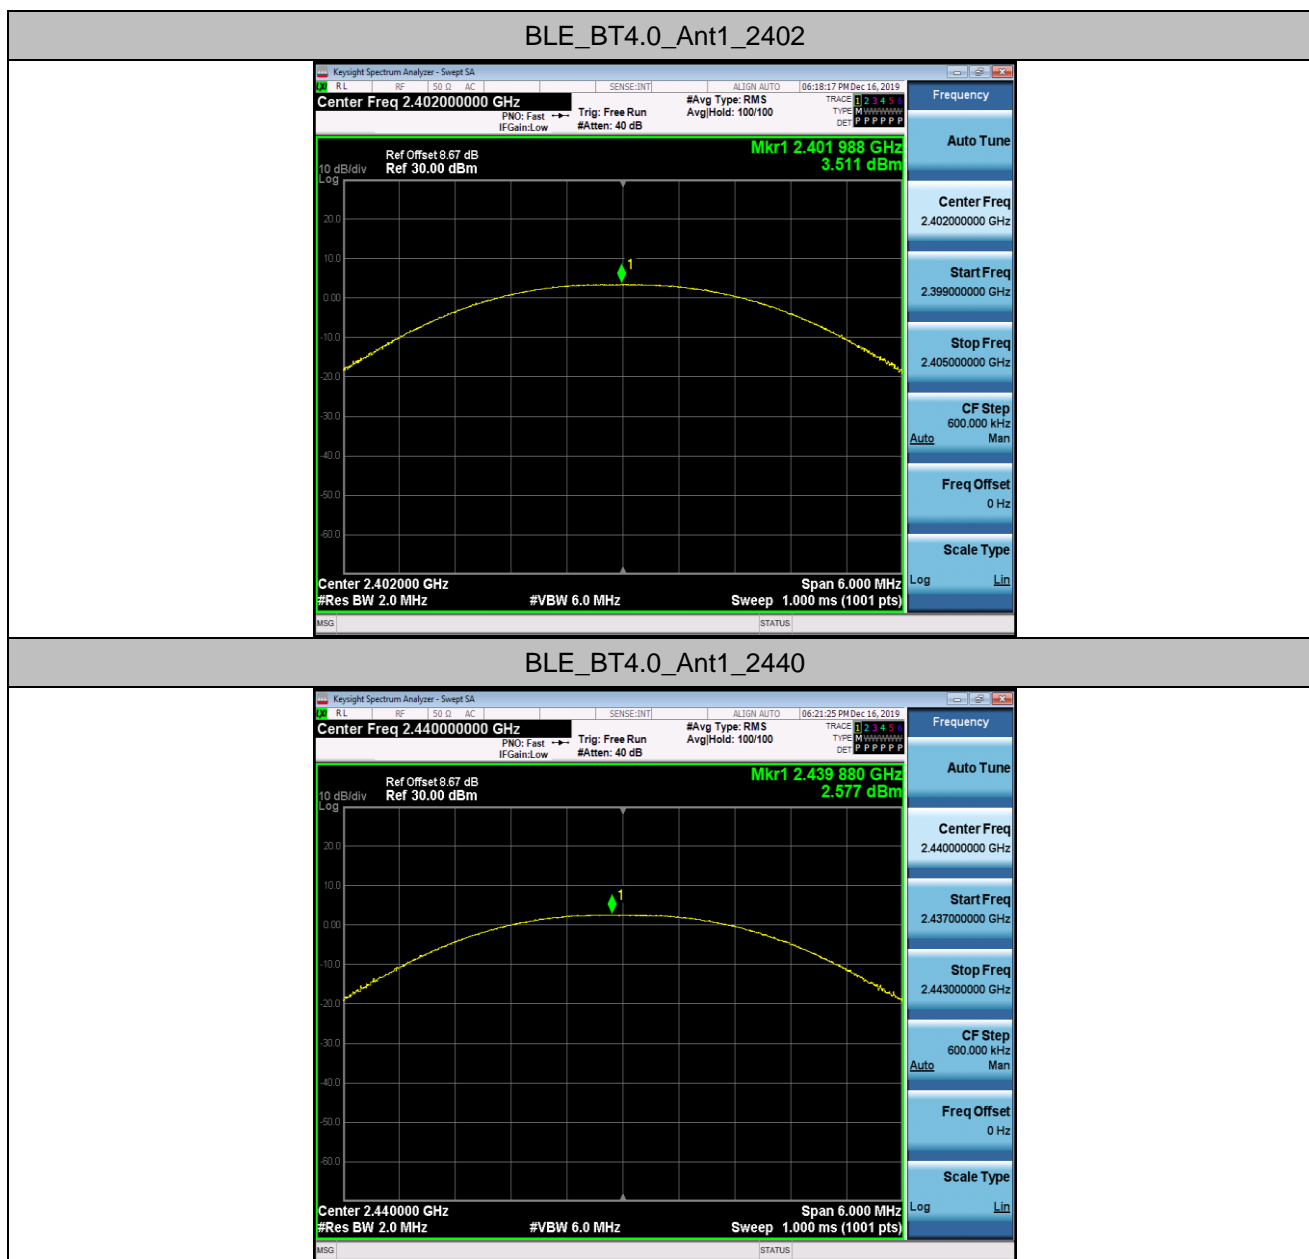 BLE_BT4.0_Ant1_2402
Keysight Spectrum Analyzer - Swept SA
RL RF 50 Ω AC SENSE:INT ALIGN AUTO 06:18:17 PM Dec 16, 2019
Center Freq 2.402000000 GHz
PNO: Fast
IFGain:Low
Trig: Free Run
#Atten: 40 dB
#Avg Type: RMS
Avg|Hold: 100/100
TRACE 1 2 3 4 5 6
TYPE M W W W W W
DET P P P P P P
Frequency
Mkr1 2.401 988 GHz
3.511 dBm
Ref Offset 8.67 dB
10 dB/div Ref 30.00 dBm
Log
20.0
10.0
0.00
-10.0
-20.0
-30.0
-40.0
-50.0
-60.0
1
Center 2.402000 GHz Span 6.000 MHz
#Res BW 2.0 MHz #VBW 6.0 MHz Sweep 1.000 ms (1001 pts)
MSG STATUS
Auto Tune
Center Freq
2.402000000 GHz
Start Freq
2.399000000 GHz
Stop Freq
2.405000000 GHz
CF Step
600.000 kHz
Auto Man
Freq Offset
0 Hz
Scale Type
Log Lin
BLE_BT4.0_Ant1_2440
Keysight Spectrum Analyzer - Swept SA
RL RF 50 Ω AC SENSE:INT ALIGN AUTO 06:21:25 PM Dec 16, 2019
Center Freq 2.440000000 GHz
PNO: Fast
IFGain:Low
Trig: Free Run
#Atten: 40 dB
#Avg Type: RMS
Avg|Hold: 100/100
TRACE 1 2 3 4 5 6
TYPE M W W W W W
DET P P P P P P
Frequency
Mkr1 2.439 880 GHz
2.577 dBm
Ref Offset 8.67 dB
10 dB/div Ref 30.00 dBm
Log
20.0
10.0
0.00
-10.0
-20.0
-30.0
-40.0
-50.0
-60.0
1
Center 2.440000 GHz Span 6.000 MHz
#Res BW 2.0 MHz #VBW 6.0 MHz Sweep 1.000 ms (1001 pts)
MSG STATUS
Auto Tune
Center Freq
2.440000000 GHz
Start Freq
2.437000000 GHz
Stop Freq
2.443000000 GHz
CF Step
600.000 kHz
Auto Man
Freq Offset
0 Hz
Scale Type
Log Lin